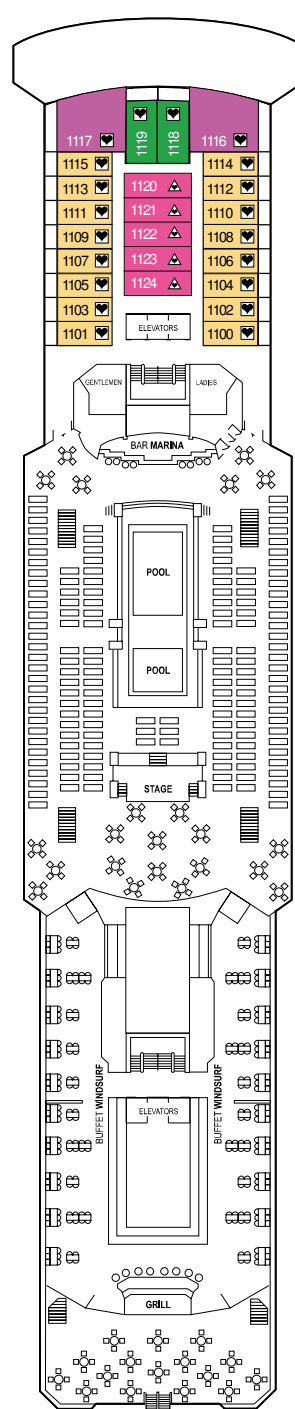 1117 1119 1118 1116
1115 1114
1120
1113 1112
1121
1111 1110
1122
1109 1108
1123
1107 1106
1124
1105 1104
1103 1102
ELEVATORS
1101 1100
GENTLEMEN LADIES
BAR MARINA
POOL
POOL
STAGE
BUFFET WINDSURF
BUFFET WINDSURF
ELEVATORS
GRILL